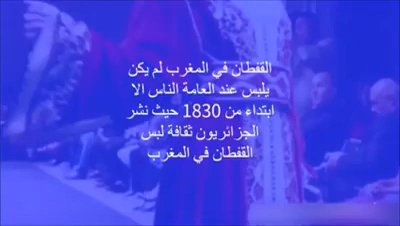 القفطان في المغرب لم يكن
يلبس عند العامة الناس الا
ابتداء من 1830 حيث نشر
الجزائريون ثقافة لبس
القفطان في المغرب